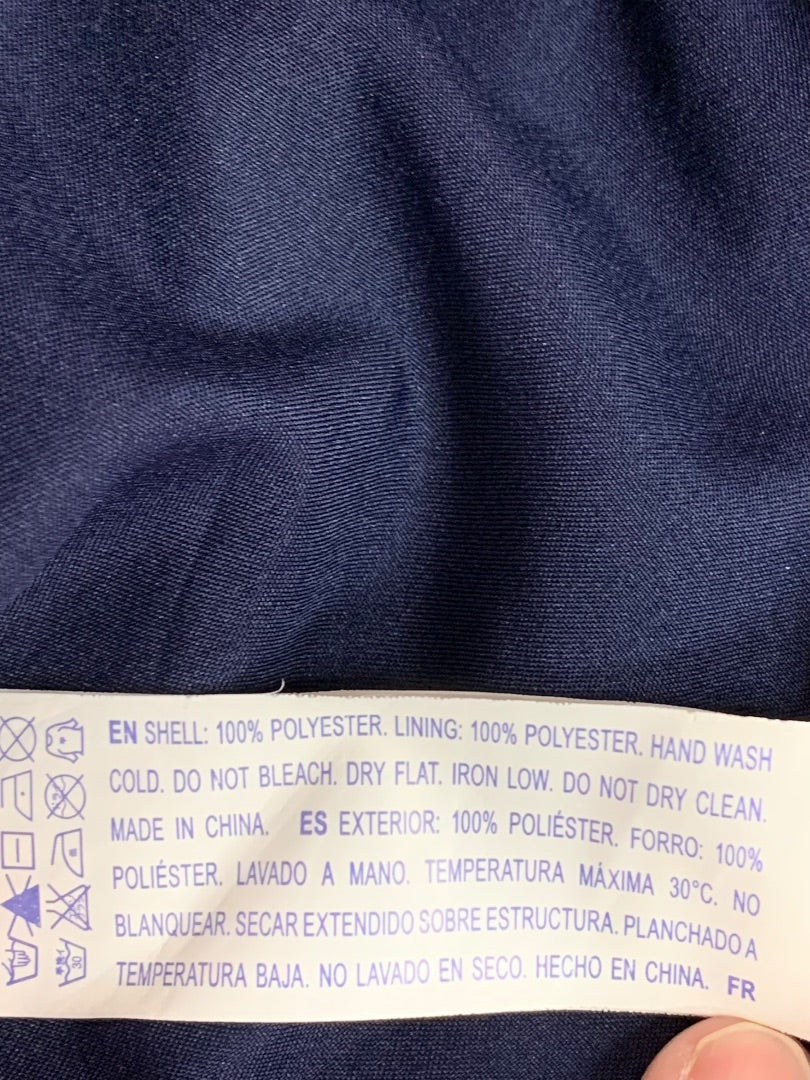 EN SHELL: 100% POLYESTER. LINING: 100% POLYESTER. HAND WASH
COLD. DO NOT BLEACH. DRY FLAT. IRON LOW. DO NOT DRY CLEAN.
MADE IN CHINA. ES EXTERIOR: 100% POLIÉSTER. FORRO: 100%
POLIÉSTER. LAVADO A MANO. TEMPERATURA MÁXIMA 30°C. NO
BLANQUEAR. SECAR EXTENDIDO SOBRE ESTRUCTURA. PLANCHADO A
TEMPERATURA BAJA. NO LAVADO EN SECO. HECHO EN CHINA. FR
30